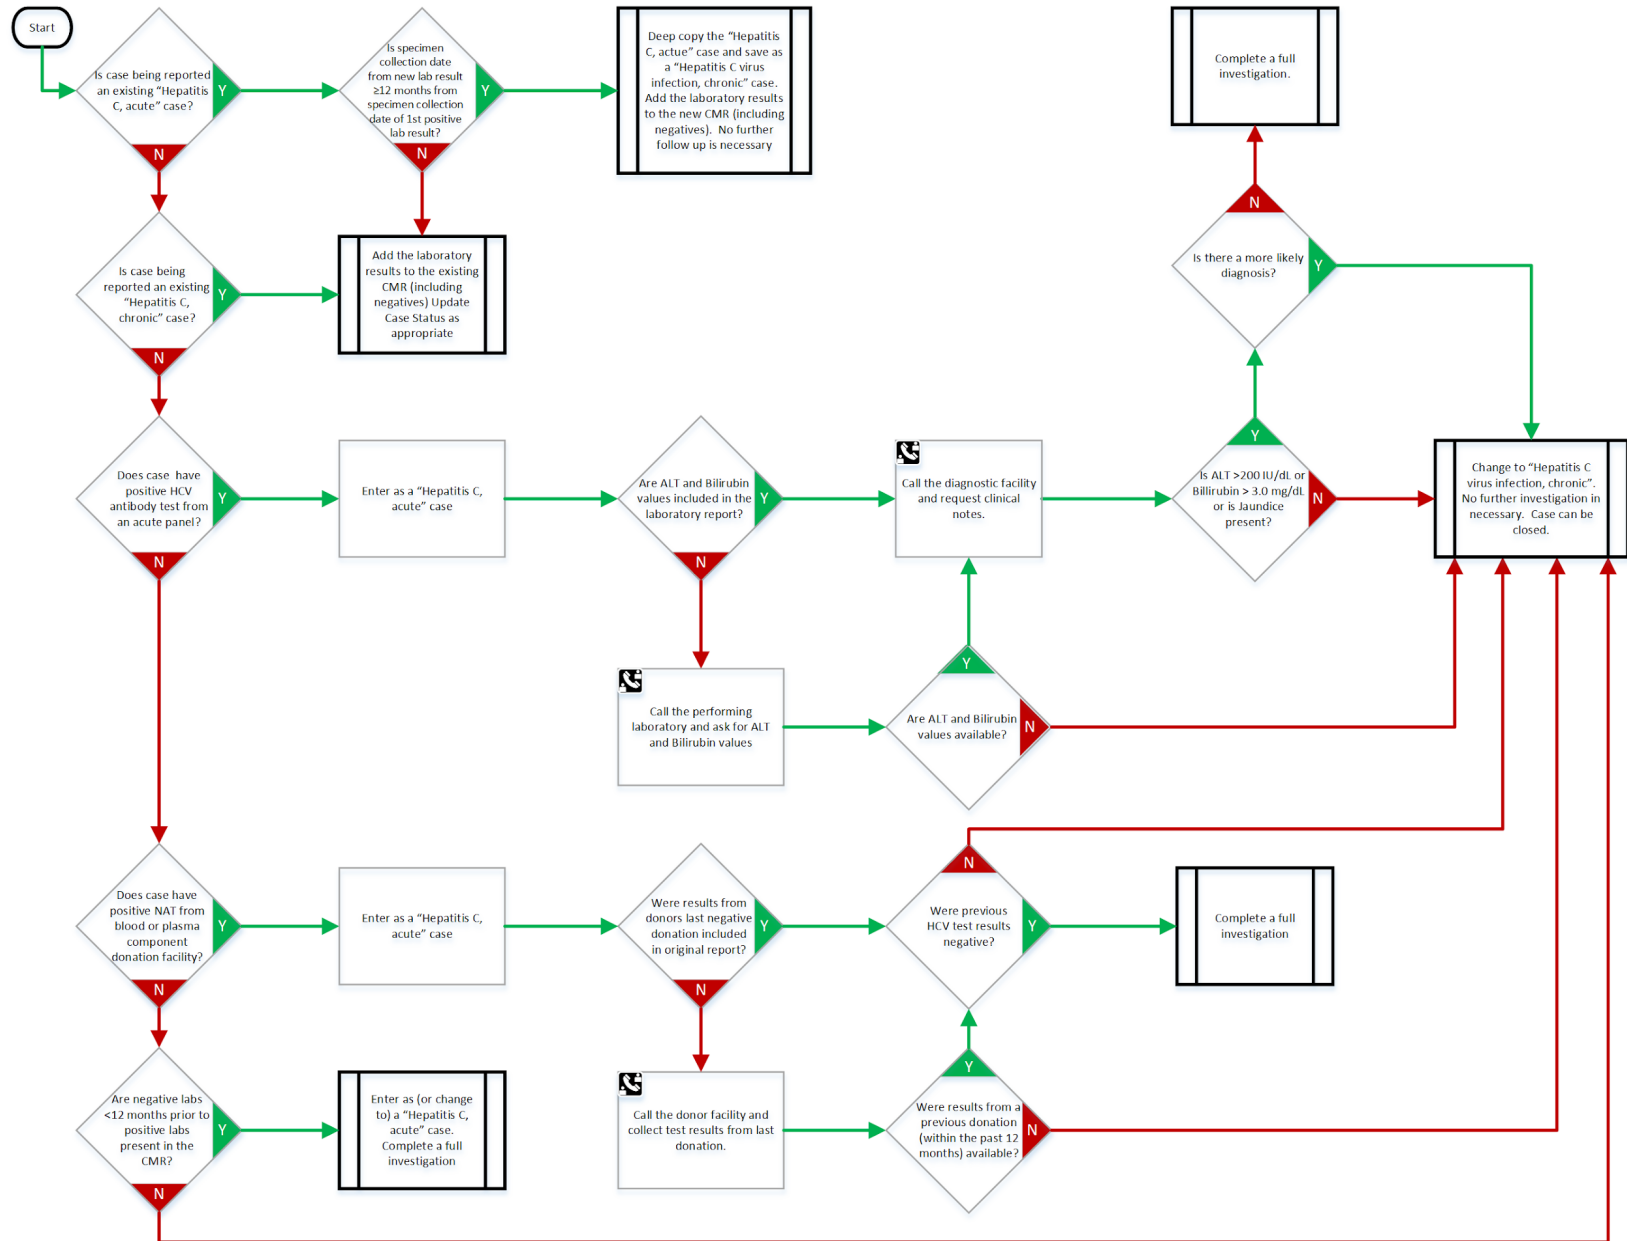 Start
Is case being reported
an existing “Hepatitis
C, acute” case?
Y
N
Is specimen
collection date
from new lab result
≥12 months from
specimen collection
date of 1st positive
lab result?
Y
N
Deep copy the “Hepatitis
C, actue” case and save as
a “Hepatitis C virus
infection, chronic” case.
Add the laboratory results
to the new CMR (including
negatives). No further
follow up is necessary
Complete a full
investigation.
N
Is there a more likely
diagnosis?
Y
Is case being
reported an existing
“Hepatitis C,
chronic” case?
Y
N
Add the laboratory
results to the existing
CMR (including
negatives) Update
Case Status as
appropriate
Does case have
positive HCV
antibody test from
an acute panel?
Y
N
Enter as a “Hepatitis C,
acute” case
Are ALT and Bilirubin
values included in the
laboratory report?
Y
N
Call the diagnostic facility
and request clinical
notes.
Y
Is ALT >200 IU/dL or
Billirubin > 3.0 mg/dL
or is Jaundice
present?
N
Change to “Hepatitis C
virus infection, chronic”.
No further investigation in
necessary. Case can be
closed.
Call the performing
laboratory and ask for ALT
and Bilirubin values
Y
Are ALT and Bilirubin
values available?
N
Does case have
positive NAT from
blood or plasma
component
donation facility?
Y
N
Enter as a “Hepatitis C,
acute” case
Were results from
donors last negative
donation included
in original report?
Y
N
N
Were previous
HCV test results
negative?
Y
Complete a full
investigation
Are negative labs
<12 months prior to
positive labs
present in the
CMR?
Y
N
Enter as (or change
to) a “Hepatitis C,
acute” case.
Complete a full
investigation
Call the donor facility and
collect test results from last
donation.
Y
Were results from a
previous donation
(within the past 12
months) available?
N